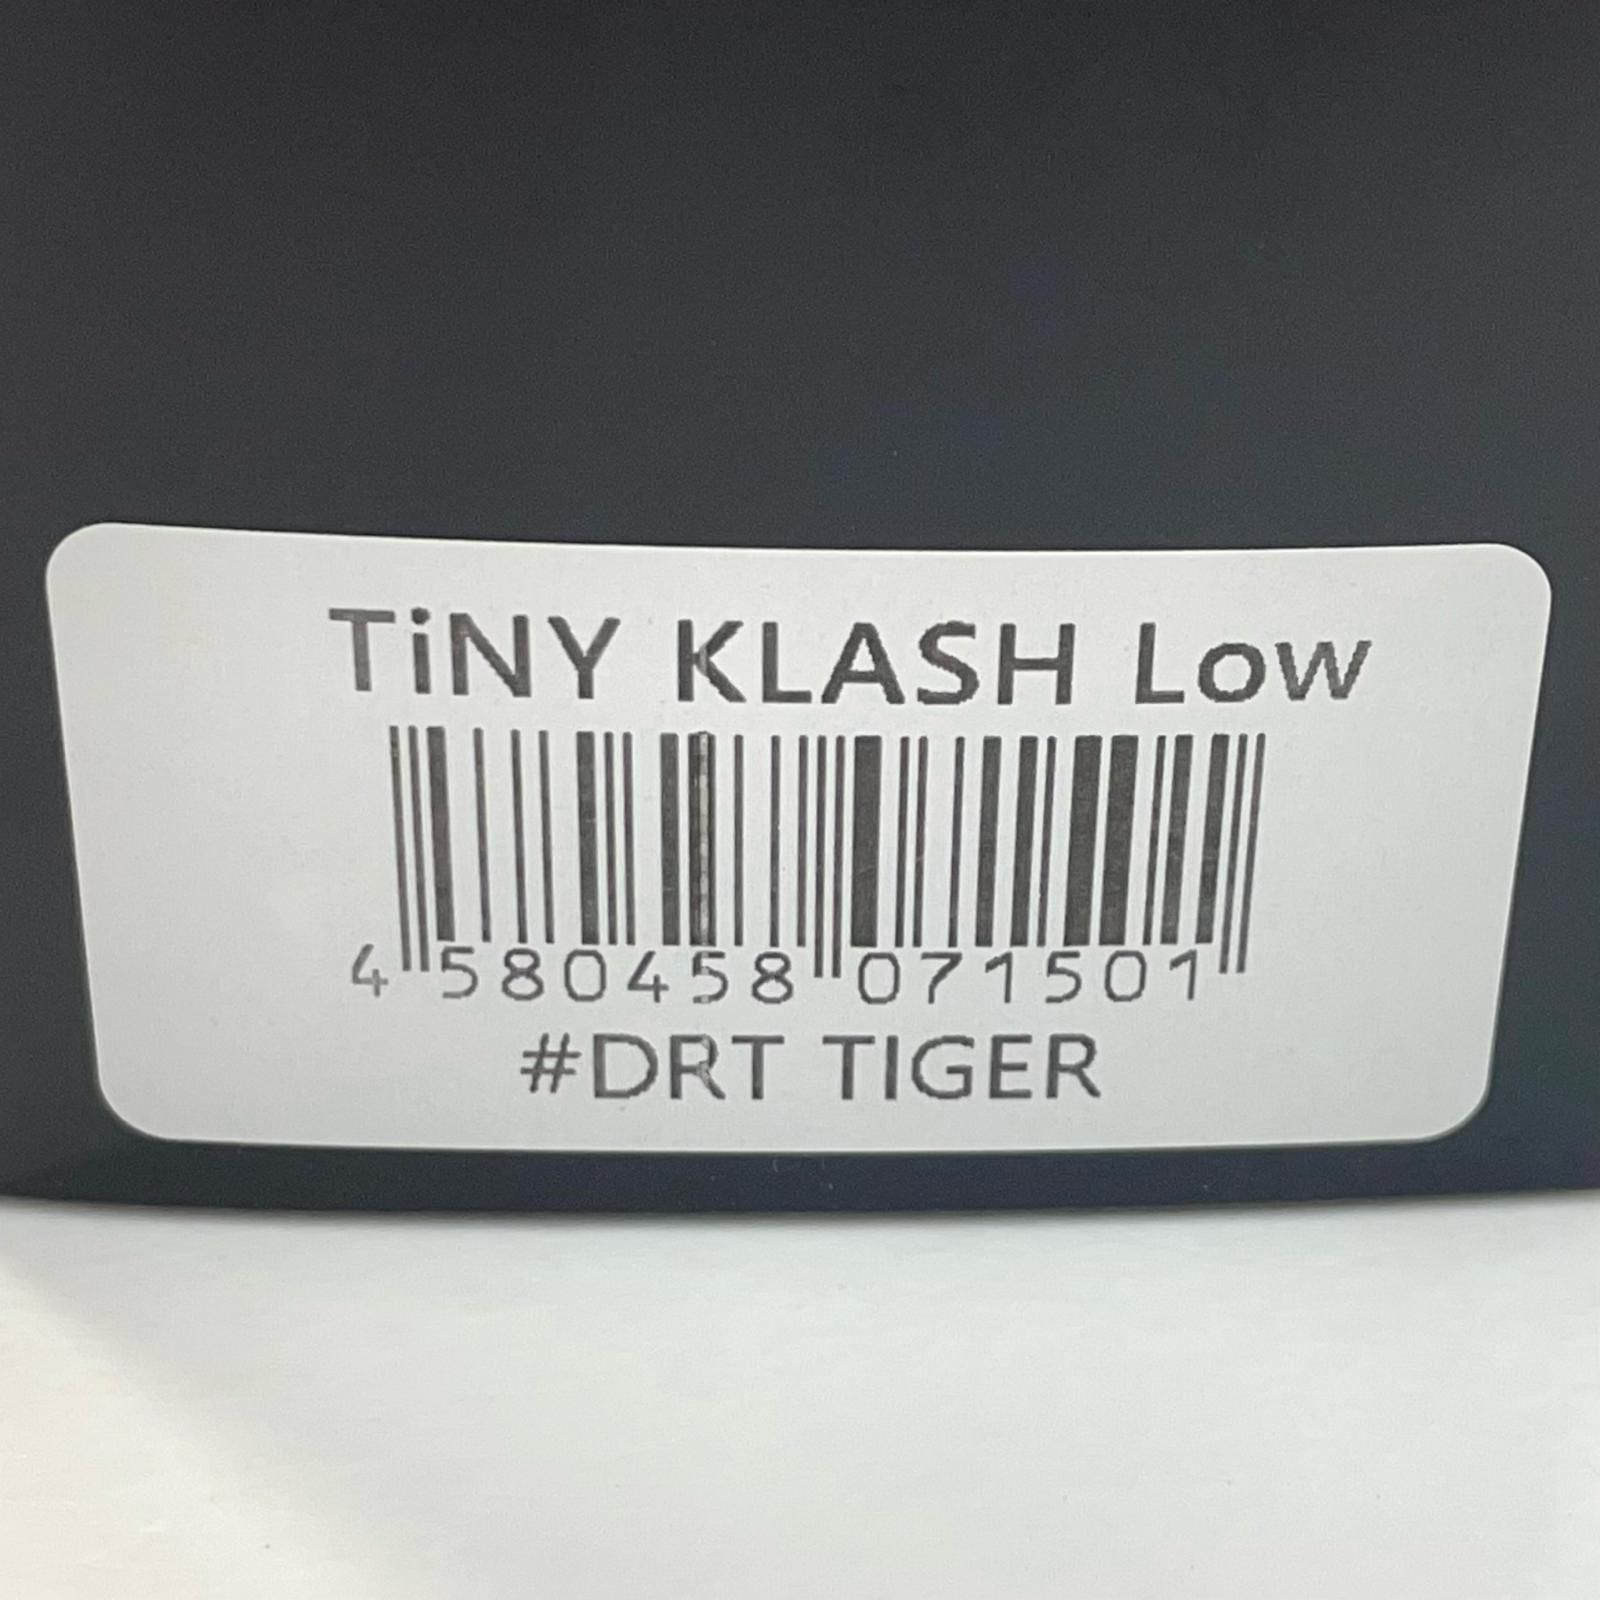 TiNY KLASH Low
4 580458 071501
#DRT TIGER